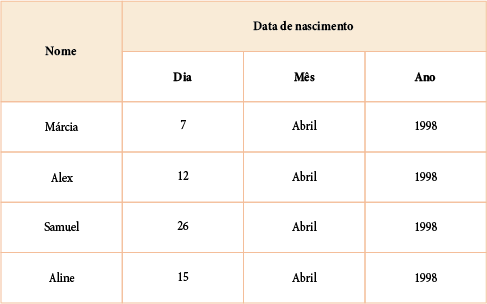 Nome
Data de nascimento
Dia Mês Ano
Márcia 7 Abril 1998
Alex 12 Abril 1998
Samuel 26 Abril 1998
Aline 15 Abril 1998